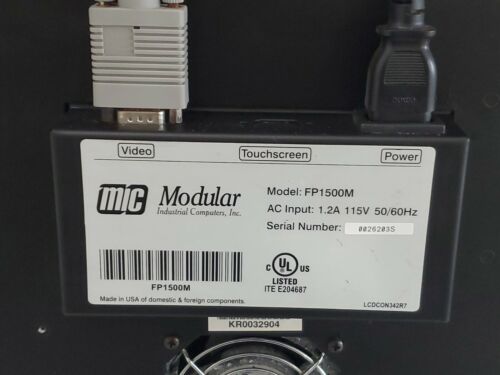 Video Touchscreen Power
MIC Modular
Industrial Computers, Inc.
Model: FP1500M
AC Input: 1.2A 115V 50/60Hz
Serial Number: 0026203S
FP1500M
C UL US
LISTED
ITE E204687
Made in USA of domestic & foreign components.
LCDCON342R7
KR0032904